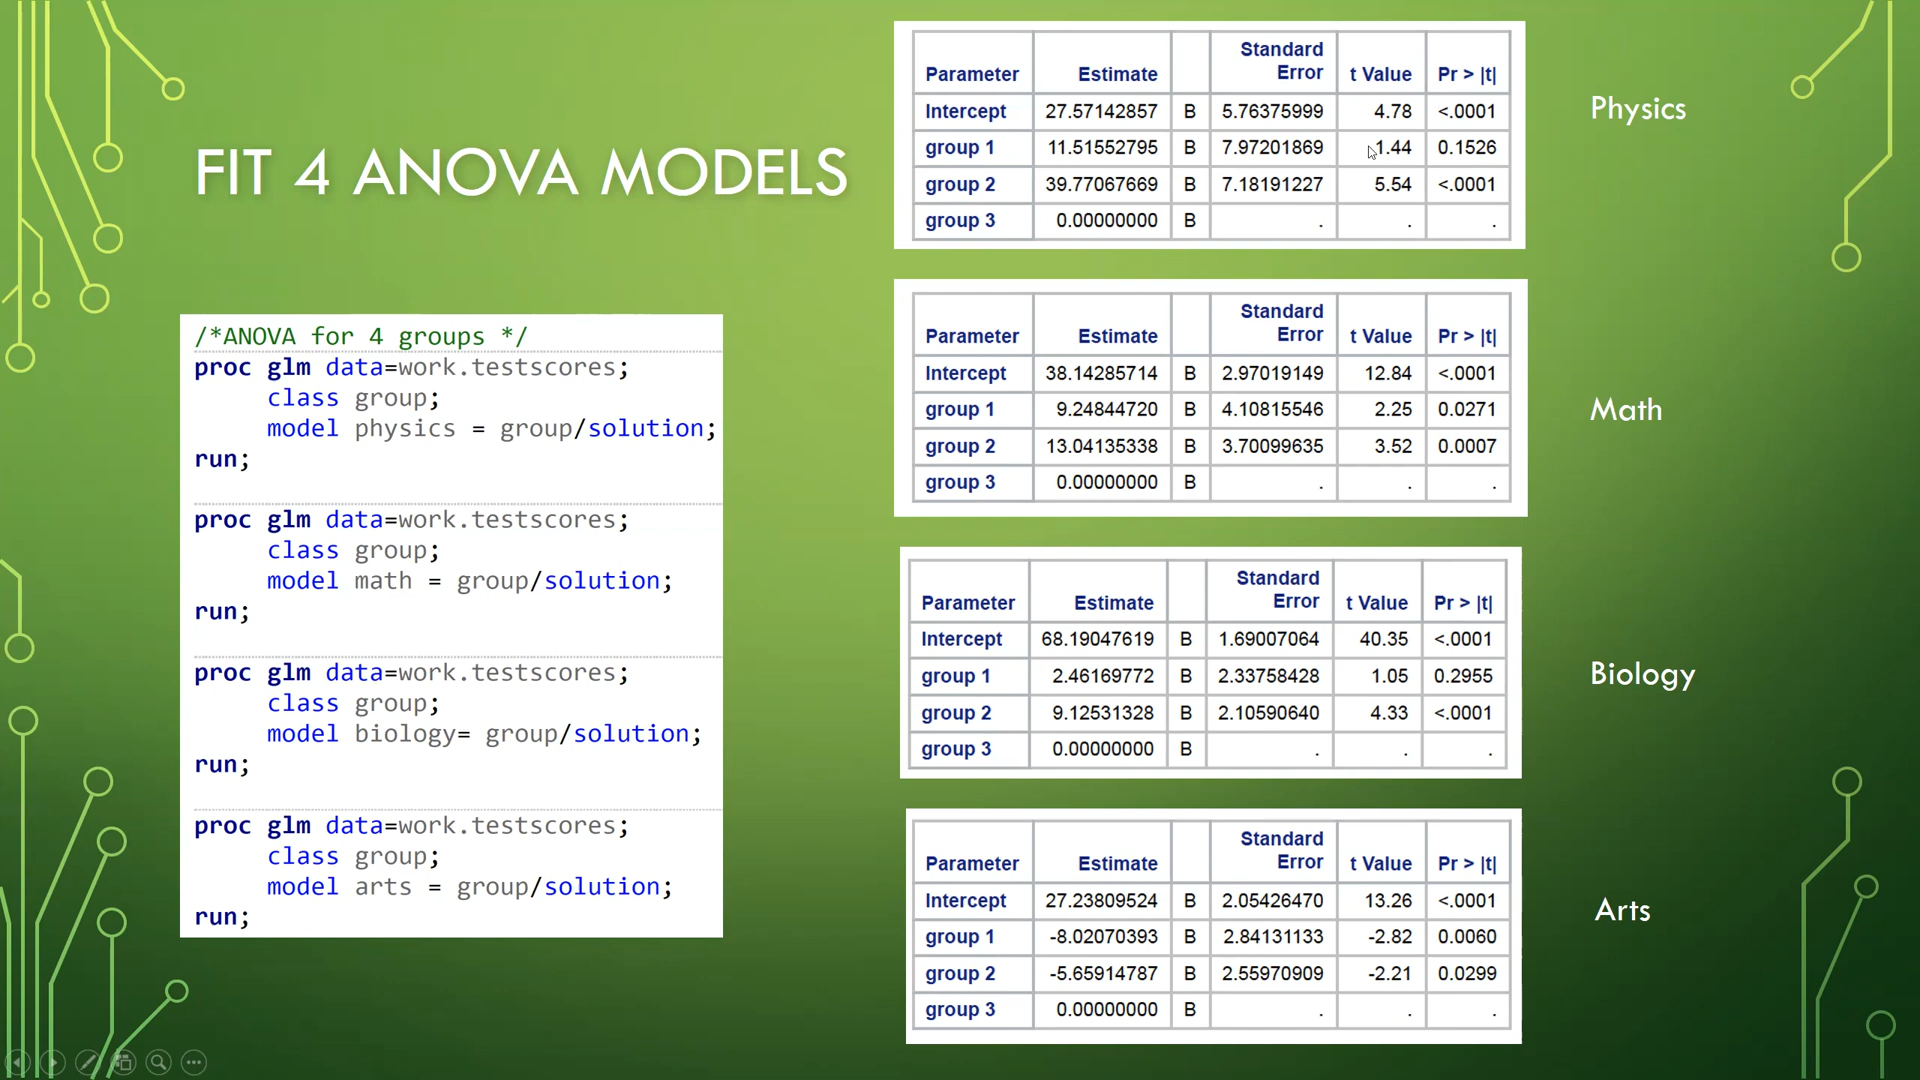 FIT 4 ANOVA MODELS
/*ANOVA for 4 groups */
proc glm data=work.testscores;
class group;
model physics = group/solution;
run;
proc glm data=work.testscores;
class group;
model math = group/solution;
run;
proc glm data=work.testscores;
class group;
model biology= group/solution;
run;
proc glm data=work.testscores;
class group;
model arts = group/solution;
run;
Parameter Estimate Standard Error t Value Pr > |t|
Intercept 27.57142857 B 5.76375999 4.78 <.0001
group 1 11.51552795 B 7.97201869 1.44 0.1526
group 2 39.77067669 B 7.18191227 5.54 <.0001
group 3 0.00000000 B . . .
Physics
Parameter Estimate Standard Error t Value Pr > |t|
Intercept 38.14285714 B 2.97019149 12.84 <.0001
group 1 9.24844720 B 4.10815546 2.25 0.0271
group 2 13.04135338 B 3.70099635 3.52 0.0007
group 3 0.00000000 B . . .
Math
Parameter Estimate Standard Error t Value Pr > |t|
Intercept 68.19047619 B 1.69007064 40.35 <.0001
group 1 2.46169772 B 2.33758428 1.05 0.2955
group 2 9.12531328 B 2.10590640 4.33 <.0001
group 3 0.00000000 B . . .
Biology
Parameter Estimate Standard Error t Value Pr > |t|
Intercept 27.23809524 B 2.05426470 13.26 <.0001
group 1 -8.02070393 B 2.84131133 -2.82 0.0060
group 2 -5.65914787 B 2.55970909 -2.21 0.0299
group 3 0.00000000 B . . .
Arts